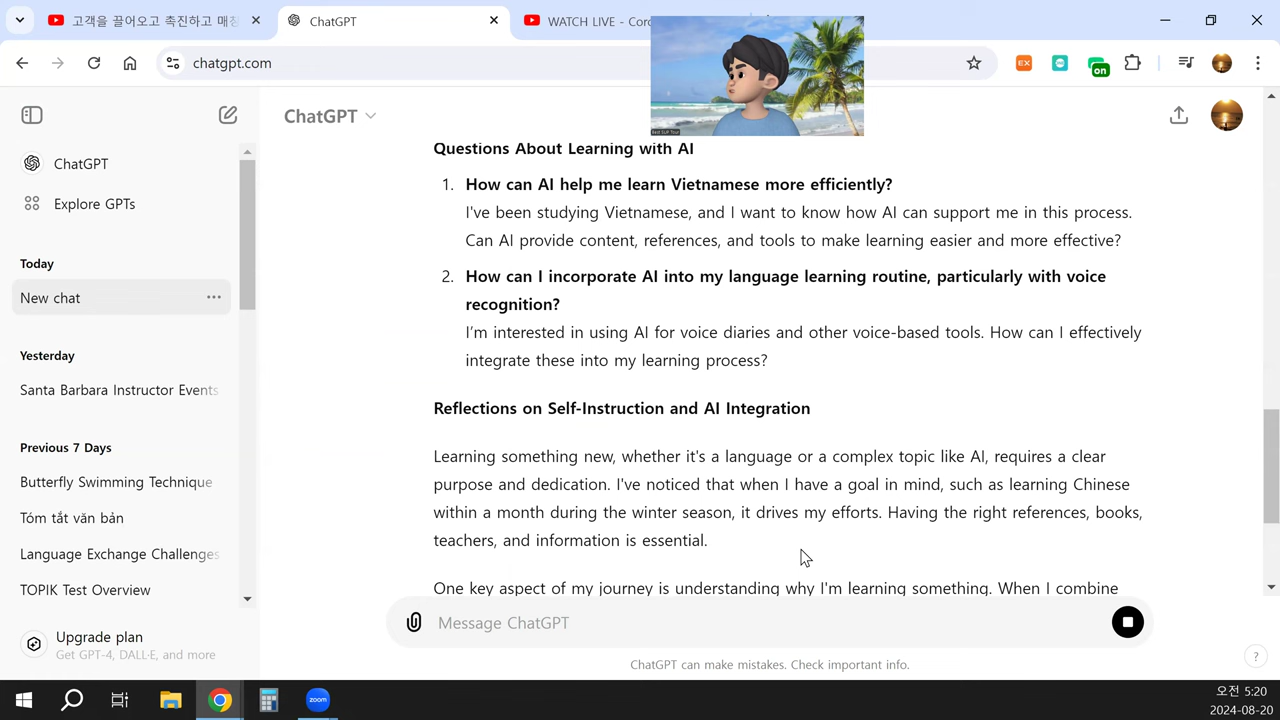 고객을 끌어오고 촉진하고 매칭
ChatGPT
WATCH LIVE - Coro
chatgpt.com
EX
on
Best SUP Tour
ChatGPT
ChatGPT
Explore GPTs
Today
New chat
Yesterday
Santa Barbara Instructor Events
Previous 7 Days
Butterfly Swimming Technique
Tóm tắt văn bản
Language Exchange Challenges
TOPIK Test Overview
Upgrade plan
Get GPT-4, DALL·E, and more
Questions About Learning with AI
1. How can AI help me learn Vietnamese more efficiently?
I've been studying Vietnamese, and I want to know how AI can support me in this process.
Can AI provide content, references, and tools to make learning easier and more effective?
2. How can I incorporate AI into my language learning routine, particularly with voice
recognition?
I'm interested in using AI for voice diaries and other voice-based tools. How can I effectively
integrate these into my learning process?
Reflections on Self-Instruction and AI Integration
Learning something new, whether it's a language or a complex topic like AI, requires a clear
purpose and dedication. I've noticed that when I have a goal in mind, such as learning Chinese
within a month during the winter season, it drives my efforts. Having the right references, books,
teachers, and information is essential.
One key aspect of my journey is understanding why I'm learning something. When I combine
Message ChatGPT
ChatGPT can make mistakes. Check important info.
?
zoom
오전 5:20
2024-08-20